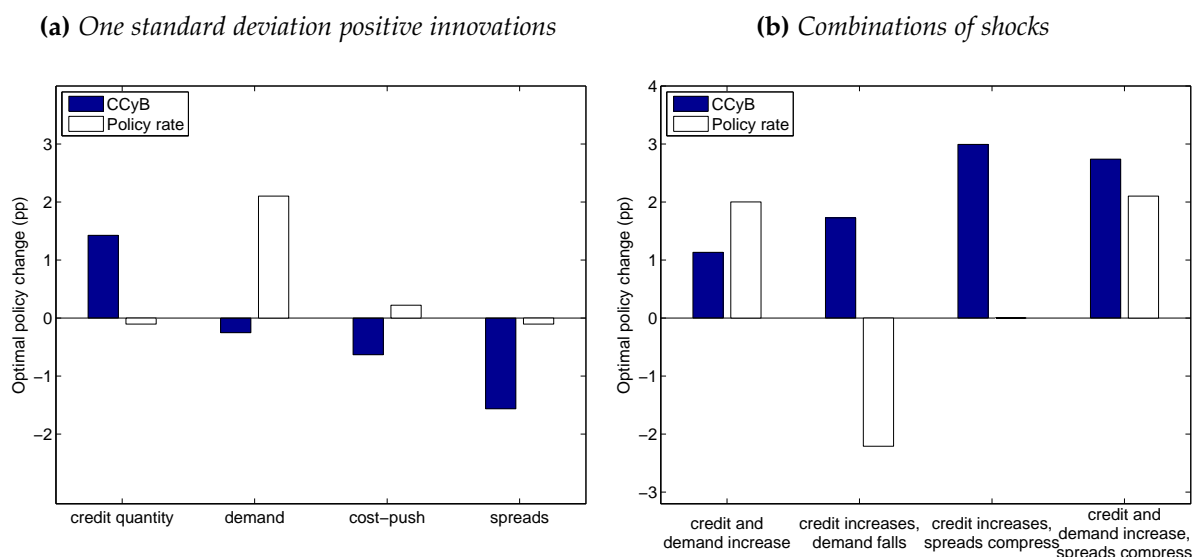 (a) One standard deviation positive innovations
CCyB
Policy rate
Optimal policy change (pp)
3
2
1
0
−1
−2
credit quantity demand cost−push spreads
(b) Combinations of shocks
CCyB
Policy rate
Optimal policy change (pp)
4
3
2
1
0
−1
−2
−3
credit and
demand increase
credit increases,
demand falls
credit increases,
spreads compress
credit and
demand increase,
spreads compress